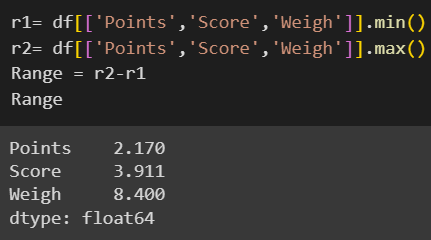 r1= df[['Points','Score','Weigh']].min()
r2= df[['Points','Score','Weigh']].max()
Range = r2-r1
Range
Points    2.170
Score     3.911
Weigh     8.400
dtype: float64